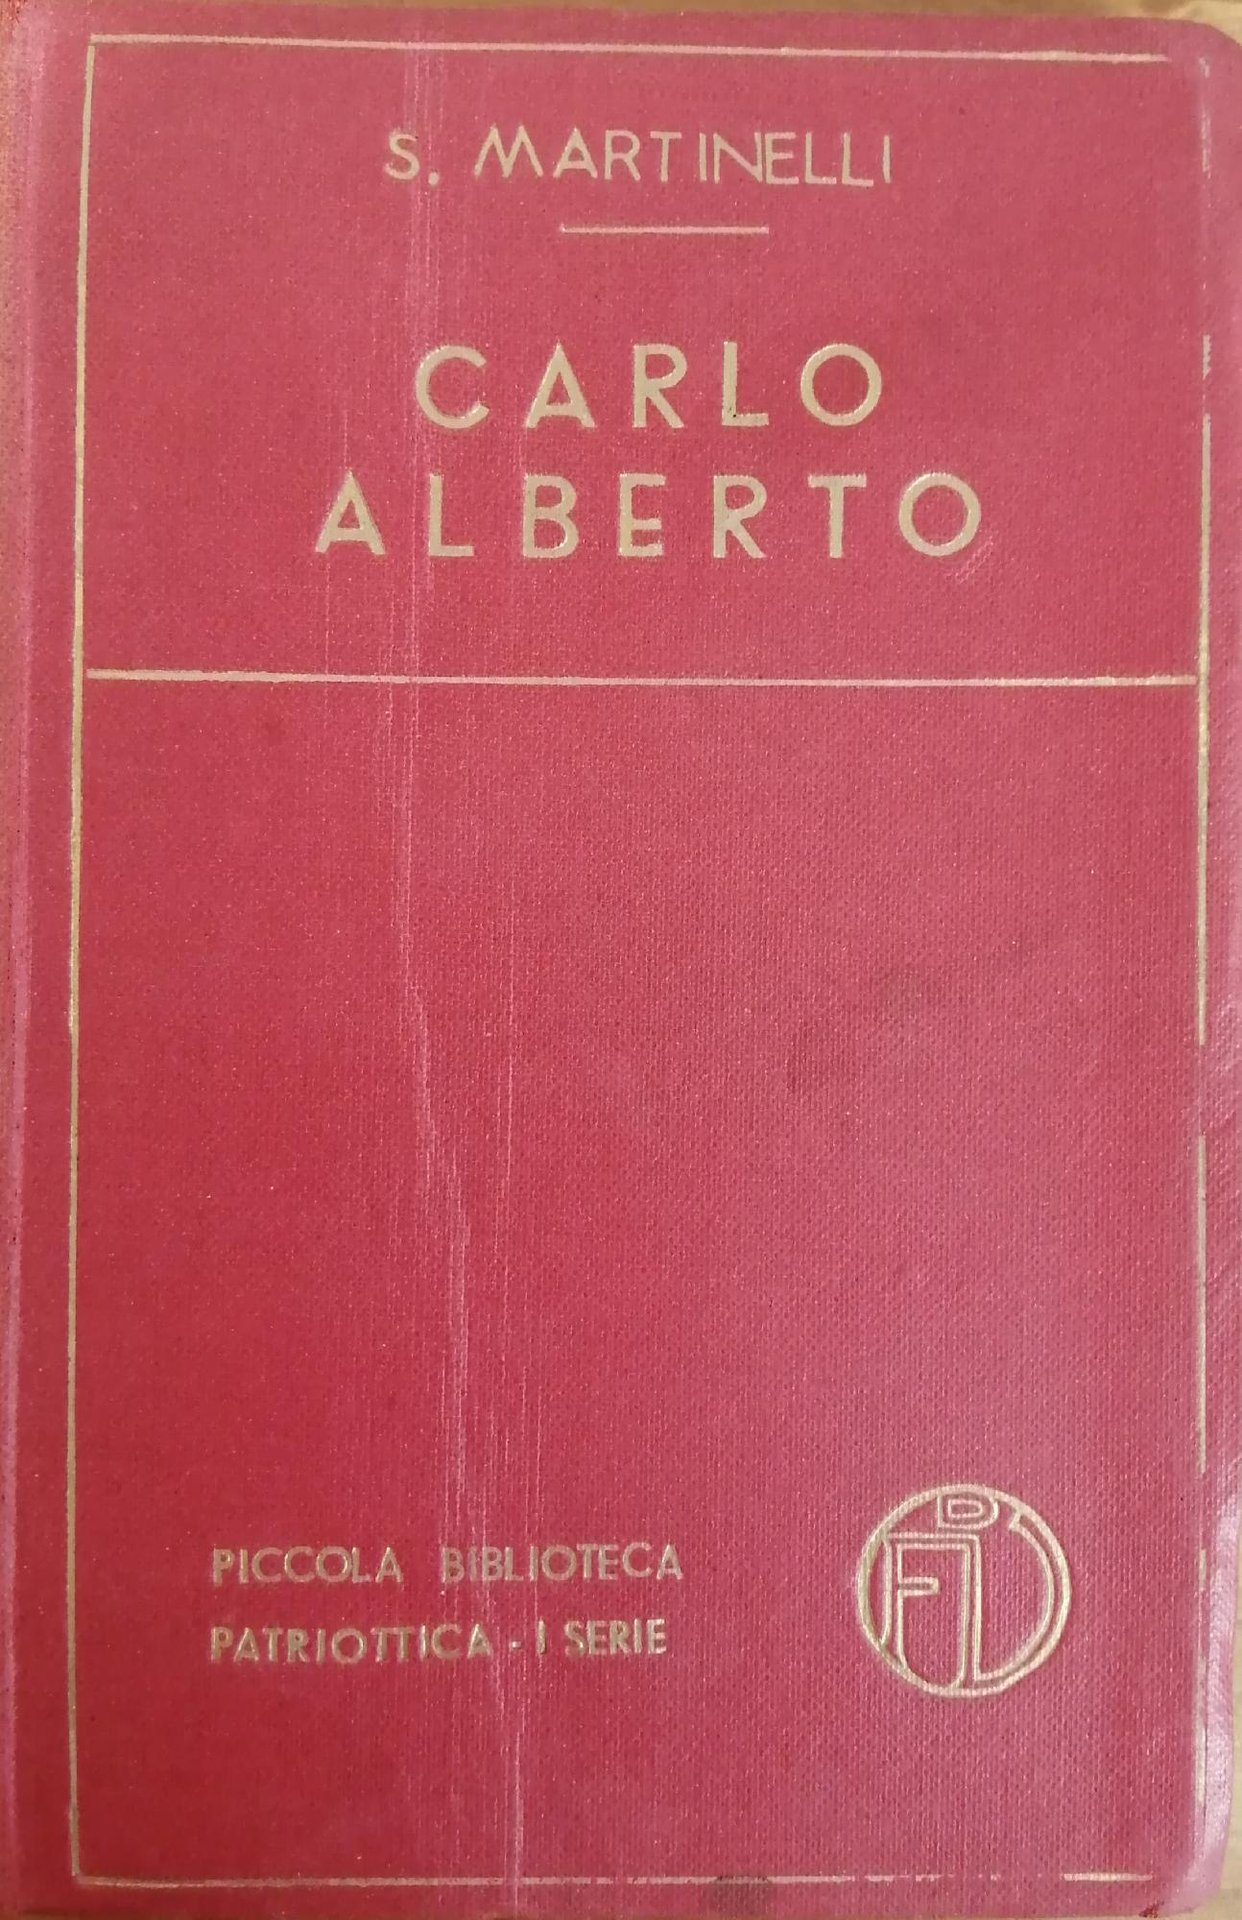 S. MARTINELLI
CARLO
ALBERTO
PICCOLA BIBLIOTECA
PATRIOTTICA - I SERIE